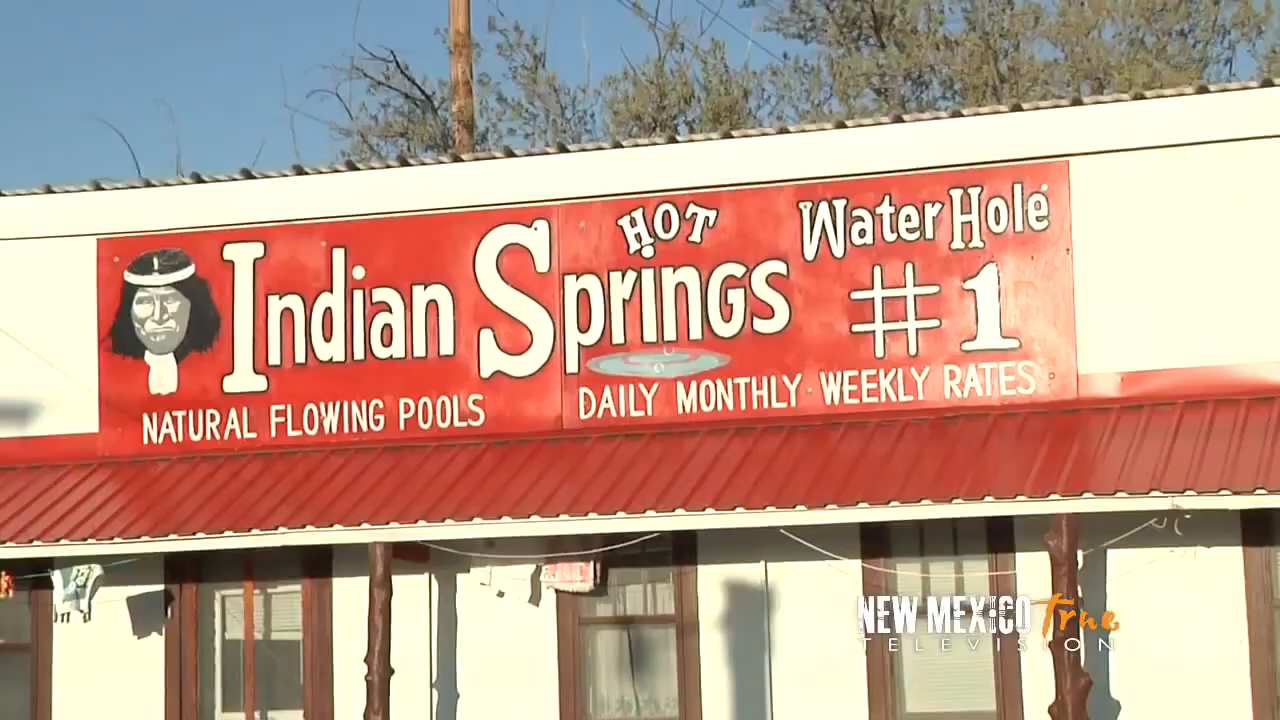 Indian Hot Springs
Water Hole
#1
NATURAL FLOWING POOLS
DAILY MONTHLY · WEEKLY RATES
NEW MEXICO True
TELEVISION